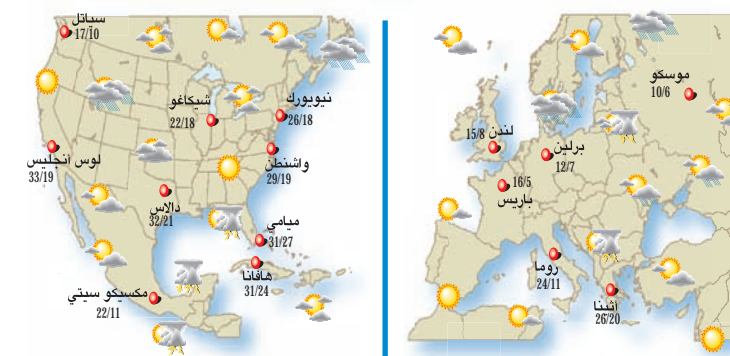 سياتل
17/10
شيكاغو
22/18
نيويورك
26/18
لوس انجليس
33/19
واشنطن
29/19
دالاس
32/21
ميامي
31/27
هافانا
31/24
مكسيكو سيتي
22/11
موسكو
10/6
لندن
15/8
برلين
12/7
16/5
باريس
روما
24/11
أثينا
26/20